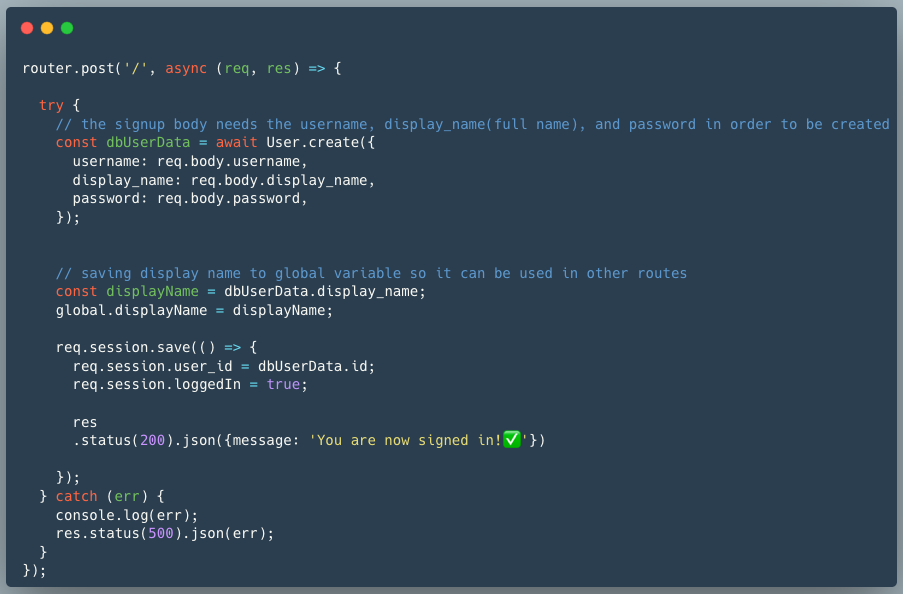 router.post('/', async (req, res) => {
try {
// the signup body needs the username, display_name(full name), and password in order to be created
const dbUserData = await User.create({
username: req.body.username,
display_name: req.body.display_name,
password: req.body.password,
});
// saving display name to global variable so it can be used in other routes
const displayName = dbUserData.display_name;
global.displayName = displayName;
req.session.save(() => {
req.session.user_id = dbUserData.id;
req.session.loggedIn = true;
res
.status(200).json({message: 'You are now signed in!✅'})
});
} catch (err) {
console.log(err);
res.status(500).json(err);
}
});